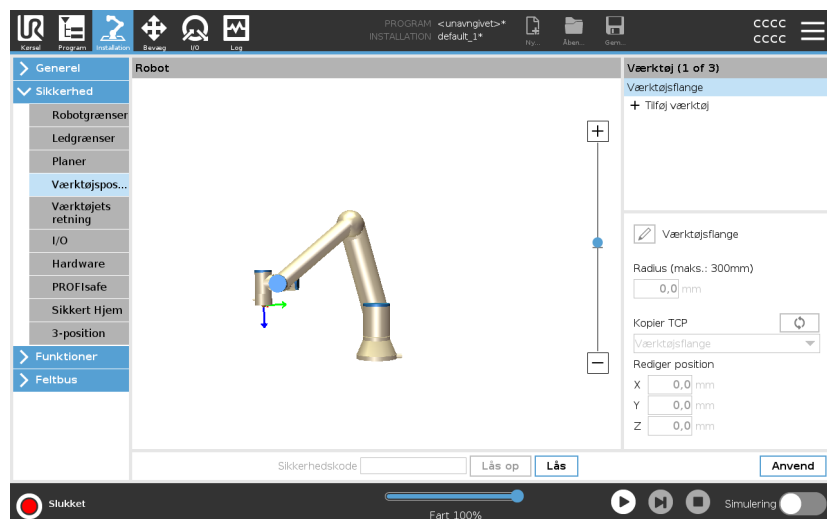 PROGRAM <unavngivet>*
INSTALLATION default_1*
Kørsel Program Installation Bevæg I/O Log Ny... Åben... Gem...
CCCC
CCCC
Generel
Sikkerhed
Robotgrænser
Ledgrænser
Planer
Værktøjspos...
Værktøjets
retning
I/O
Hardware
PROFIsafe
Sikkert Hjem
3-position
Funktioner
Feltbus
Robot
Værktøj (1 of 3)
Værktøjsflange
+ Tilføj værktøj
Værktøjsflange
Radius (maks.: 300mm)
0,0 mm
Kopier TCP
Værktøjsflange
Rediger position
X 0,0 mm
Y 0,0 mm
Z 0,0 mm
Sikkerhedskode Lås op Lås Anvend
Slukket
Fart 100%
Simulering